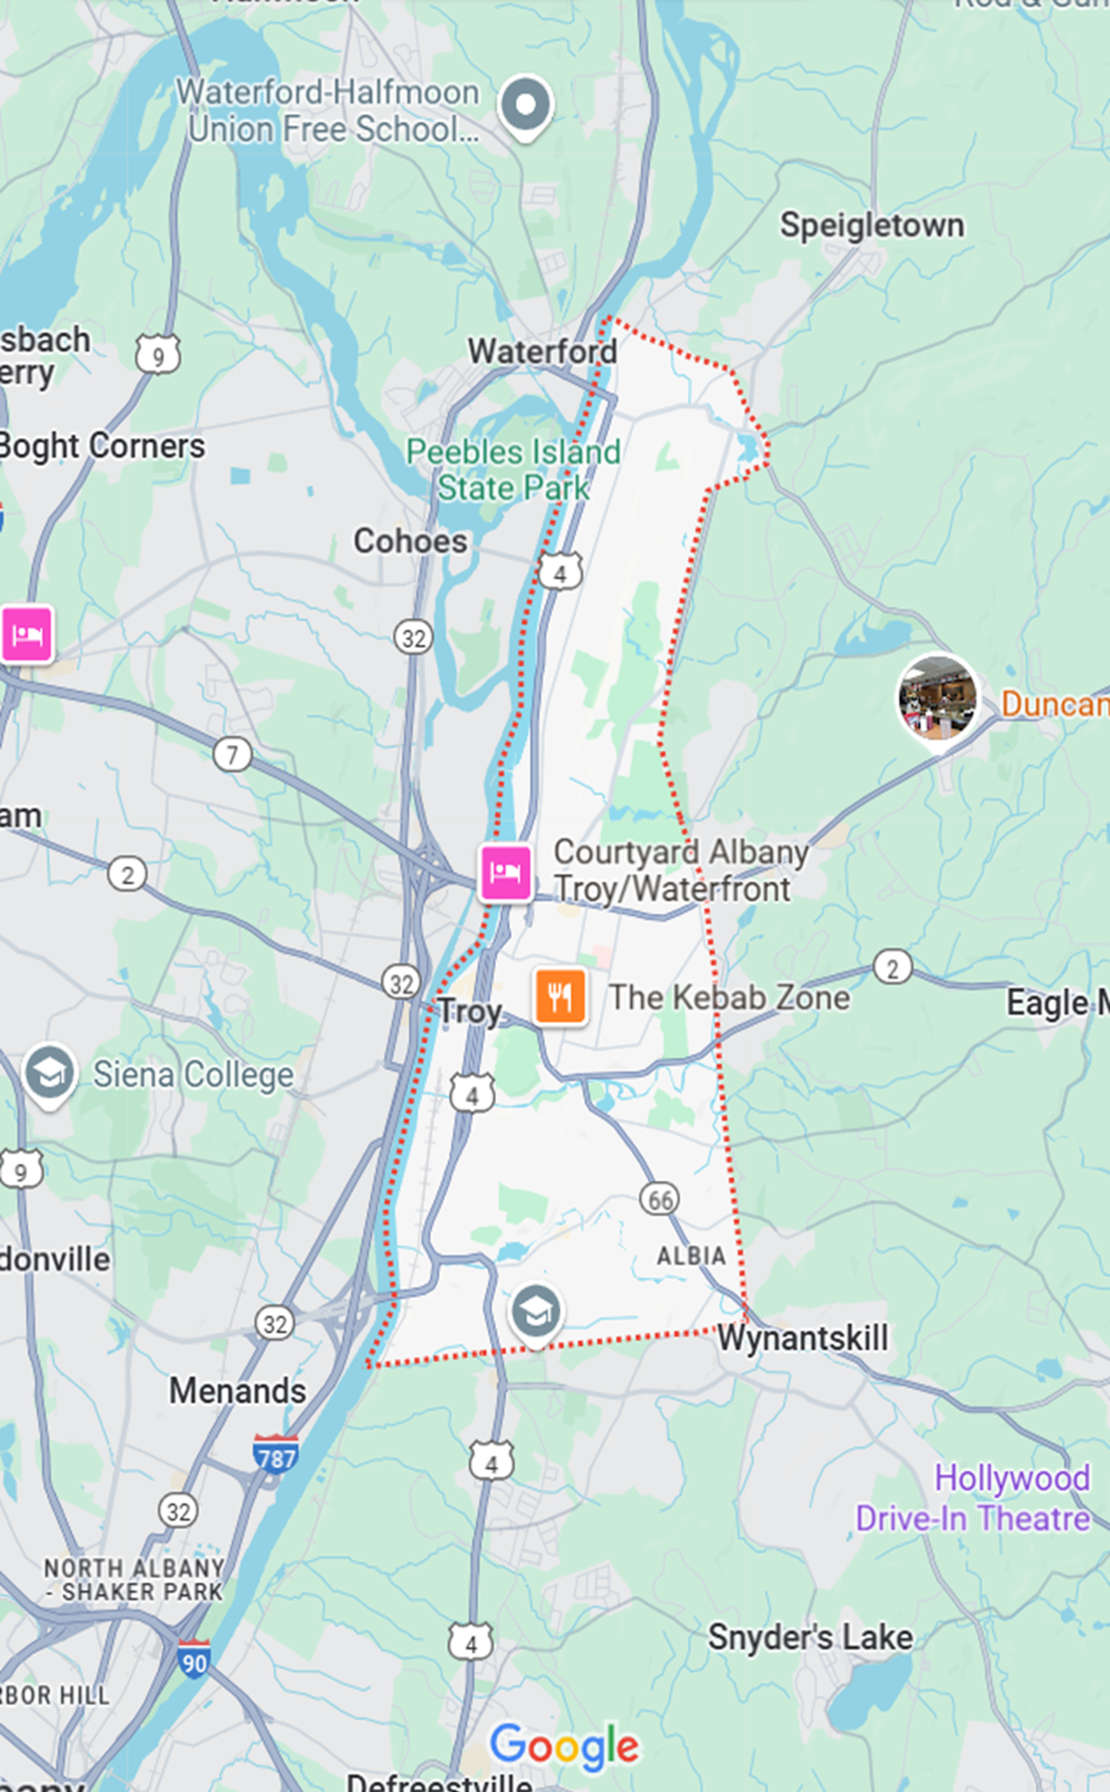 Waterford-Halfmoon
Union Free School...
Speigletown
Waterford
9
Boght Corners
Peebles Island
State Park
Cohoes
4
32
Duncan
7
Courtyard Albany
Troy/Waterfront
2
32
2
Troy
The Kebab Zone
Eagle M
Siena College
4
9
66
ALBIA
32
Wynantskill
Menands
787
4
Hollywood
Drive-In Theatre
32
NORTH ALBANY
- SHAKER PARK
Snyder's Lake
4
90
Google
Defreestville